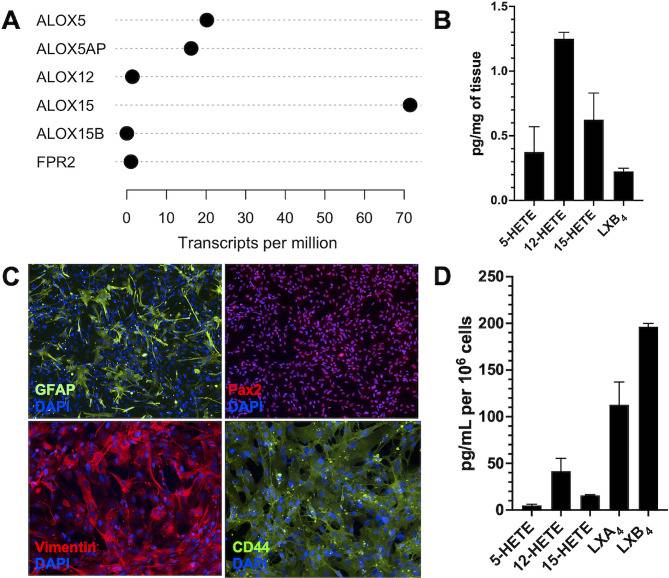 A
ALOX5
ALOX5AP
ALOX12
ALOX15
ALOX15B
FPR2
0 10 20 30 40 50 60 70
Transcripts per million
B
pg/mg of tissue
1.5
1.0
0.5
0.0
5-HETE
12-HETE
15-HETE
LXB4
C
GFAP
DAPI
Pax2
DAPI
Vimentin
DAPI
CD44
DAPI
D
pg/mL per 10⁶ cells
250
200
150
100
50
0
5-HETE
12-HETE
15-HETE
LXA4
LXB4